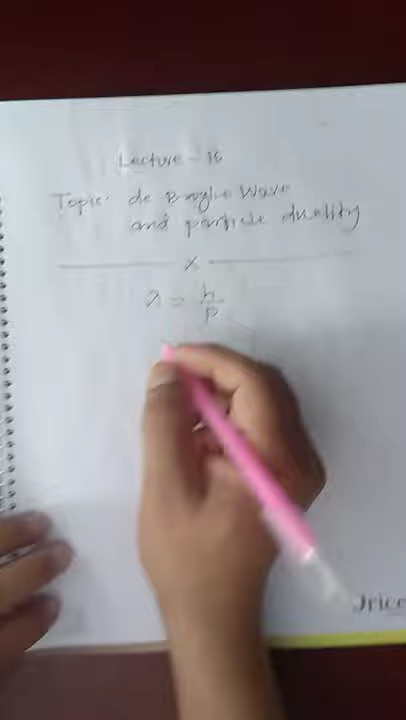 Lecture - 16
Topic: de Broglie Wave
and particle duality
x
λ = h/p